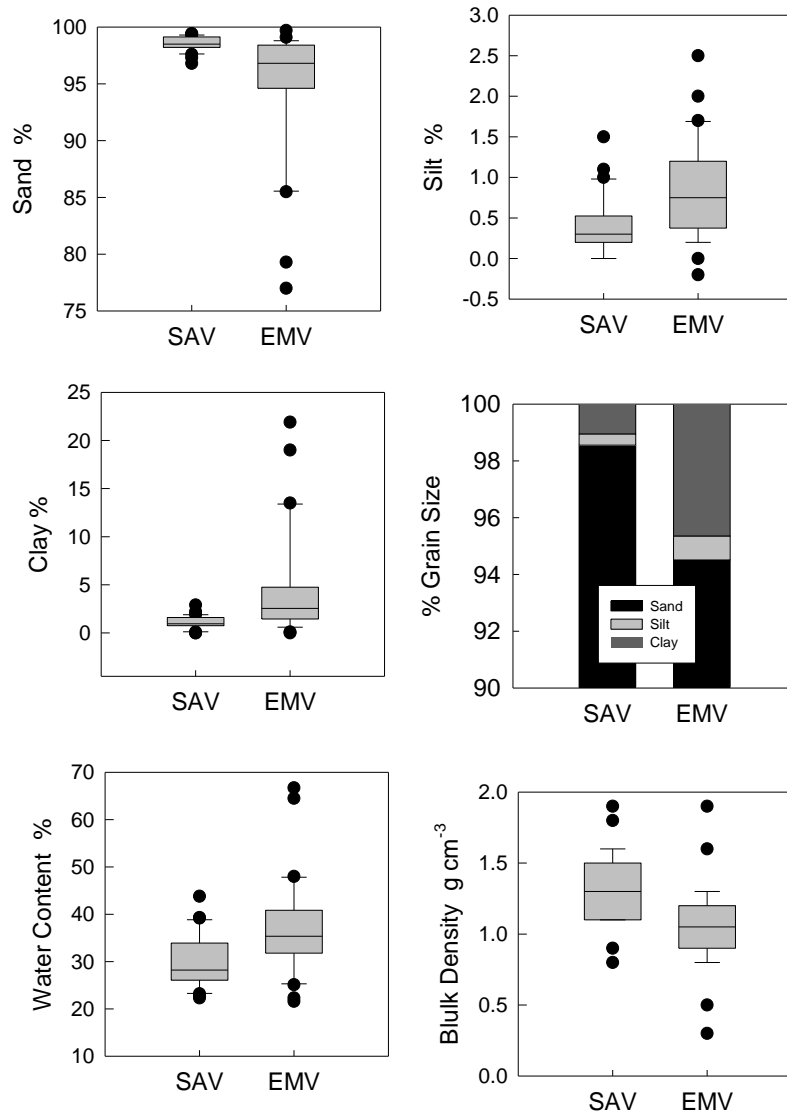 Sand %
100
95
90
85
80
75
SAV EMV
Silt %
3.0
2.5
2.0
1.5
1.0
0.5
0.0
-0.5
SAV EMV
Clay %
25
20
15
10
5
0
SAV EMV
% Grain Size
100
98
96
94
92
90
Sand
Silt
Clay
SAV EMV
Water Content %
70
60
50
40
30
20
10
SAV EMV
Blulk Density g cm-3
2.0
1.5
1.0
0.5
0.0
SAV EMV